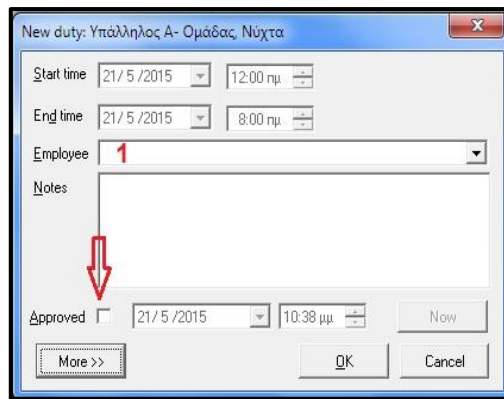 New duty: Υπάλληλος Α- Ομάδας, Νύχτα
Start time 21/ 5 /2015 12:00 πμ
End time 21/ 5 /2015 8:00 πμ
Employee 1
Notes
Approved 21/ 5 /2015 10:38 μμ Now
More >> OK Cancel